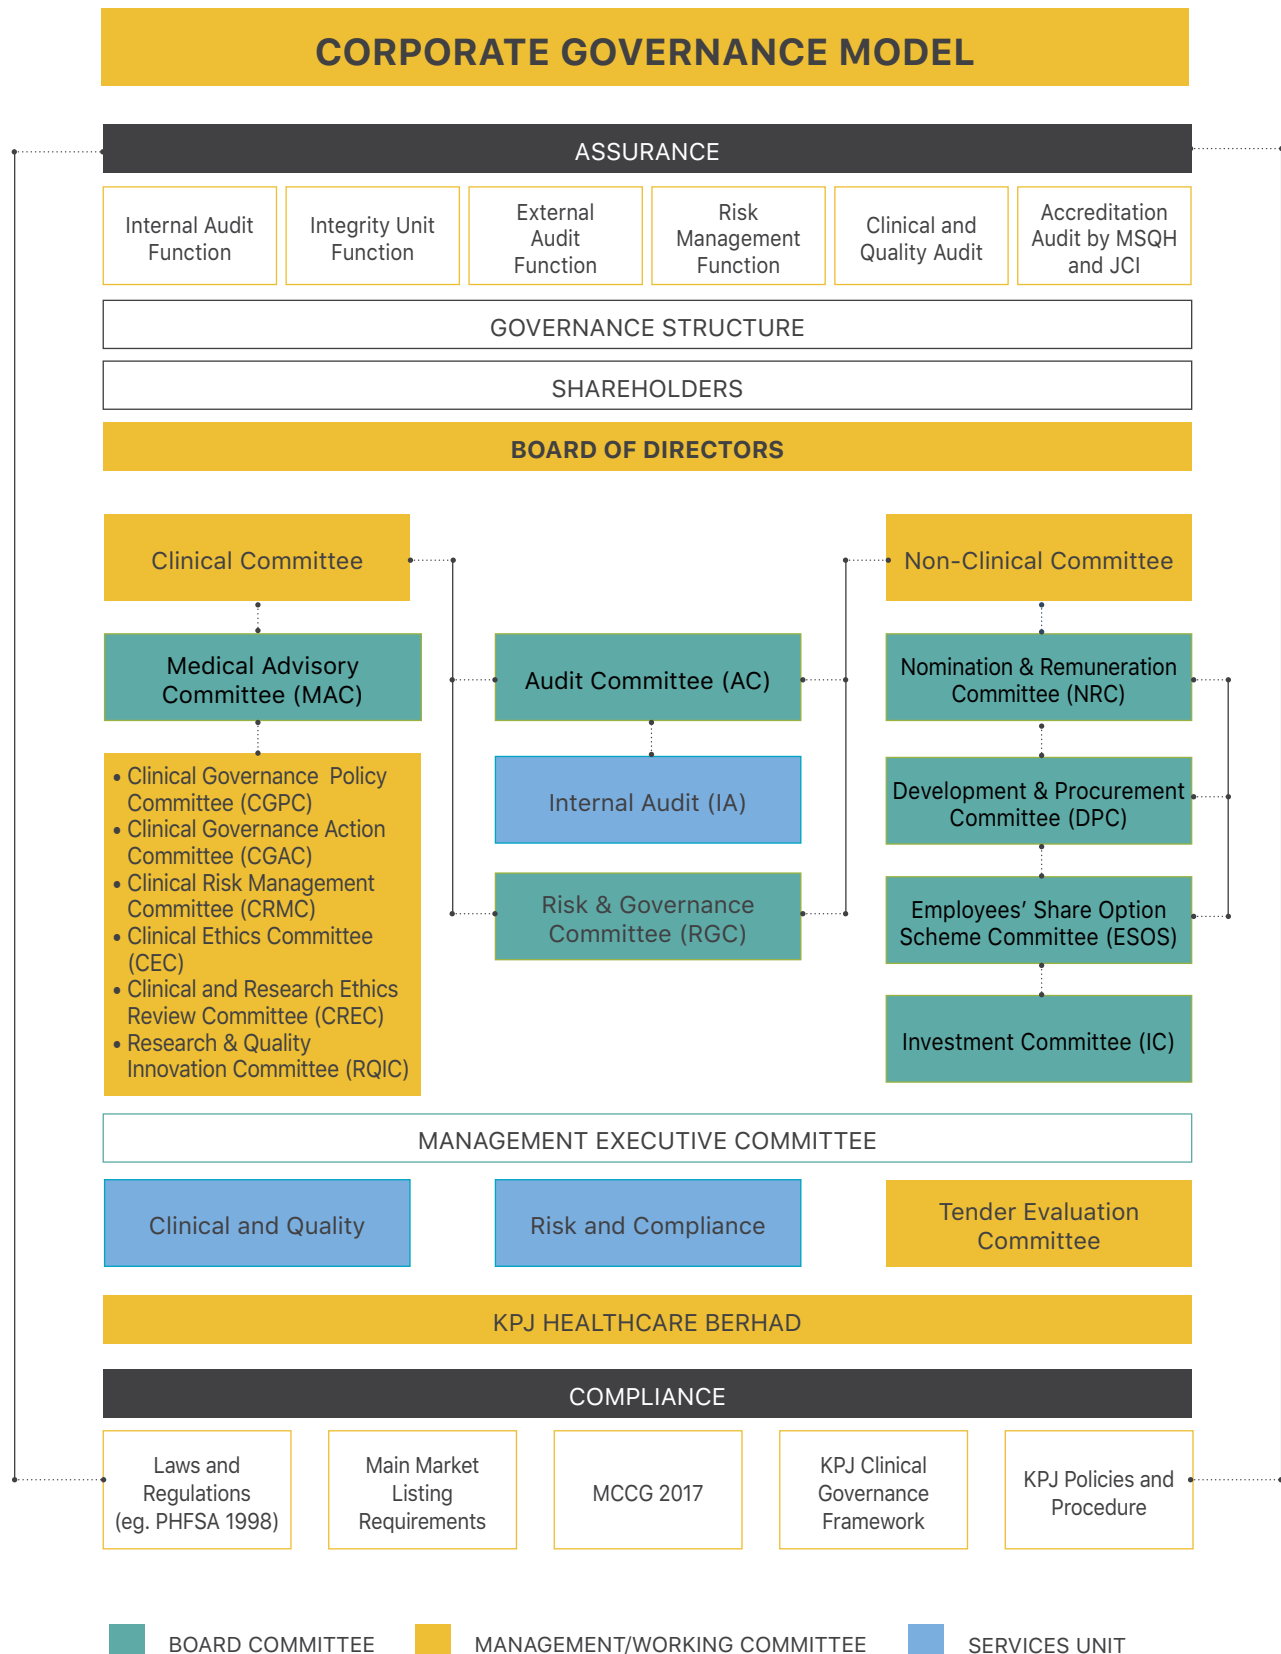 CORPORATE GOVERNANCE MODEL
ASSURANCE
Internal Audit
Function
Integrity Unit
Function
External
Audit
Function
Risk
Management
Function
Clinical and
Quality Audit
Accreditation
Audit by MSQH
and JCI
GOVERNANCE STRUCTURE
SHAREHOLDERS
BOARD OF DIRECTORS
Clinical Committee
Non-Clinical Committee
Medical Advisory
Committee (MAC)
Audit Committee (AC)
Nomination & Remuneration
Committee (NRC)
• Clinical Governance  Policy
Committee (CGPC)
• Clinical Governance Action
Committee (CGAC)
• Clinical Risk Management
Committee (CRMC)
• Clinical Ethics Committee
(CEC)
• Clinical and Research Ethics
Review Committee (CREC)
• Research & Quality
Innovation Committee (RQIC)
Internal Audit (IA)
Development & Procurement
Committee (DPC)
Risk & Governance
Committee (RGC)
Employees’ Share Option
Scheme Committee (ESOS)
Investment Committee (IC)
MANAGEMENT EXECUTIVE COMMITTEE
Clinical and Quality
Risk and Compliance
Tender Evaluation
Committee
KPJ HEALTHCARE BERHAD
COMPLIANCE
Laws and
Regulations
(eg. PHFSA 1998)
Main Market
Listing
Requirements
MCCG 2017
KPJ Clinical
Governance
Framework
KPJ Policies and
Procedure
BOARD COMMITTEE
MANAGEMENT/WORKING COMMITTEE
SERVICES UNIT